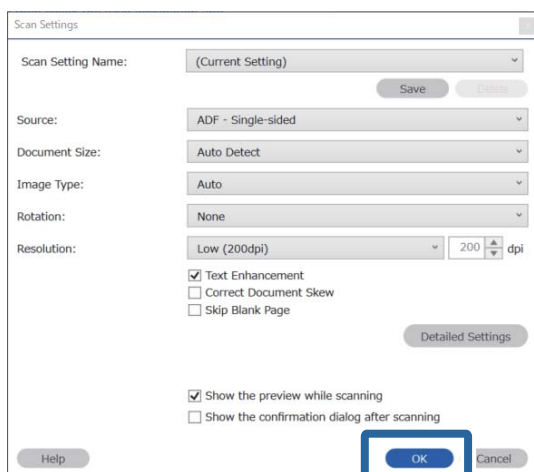 Scan Settings
Scan Setting Name: (Current Setting)
Save Delete
Source: ADF - Single-sided
Document Size: Auto Detect
Image Type: Auto
Rotation: None
Resolution: Low (200dpi) 200 dpi
Text Enhancement
Correct Document Skew
Skip Blank Page
Detailed Settings
Show the preview while scanning
Show the confirmation dialog after scanning
Help OK Cancel